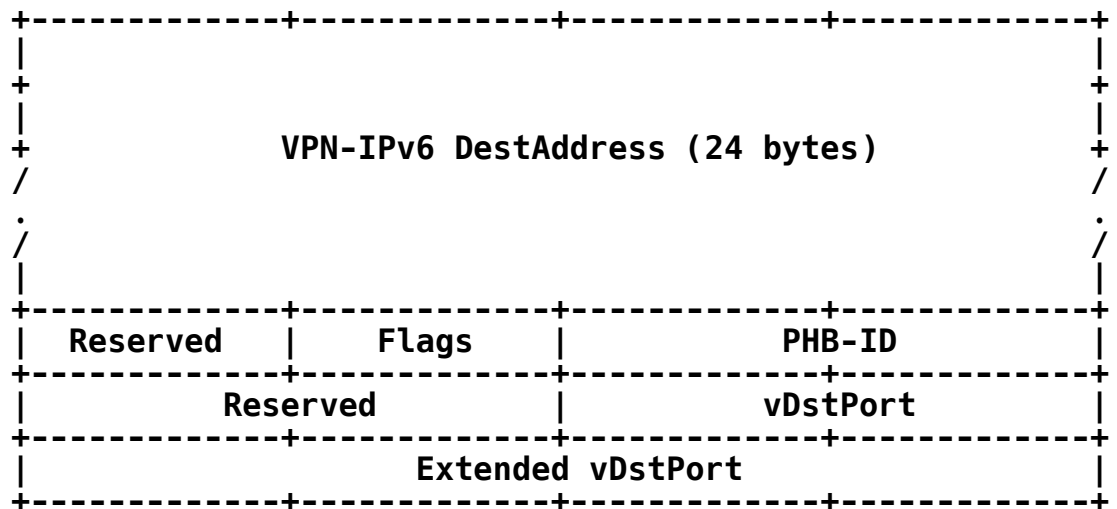 VPN-IPv6 DestAddress (24 bytes)
Reserved | Flags | PHB-ID
Reserved | vDstPort
Extended vDstPort